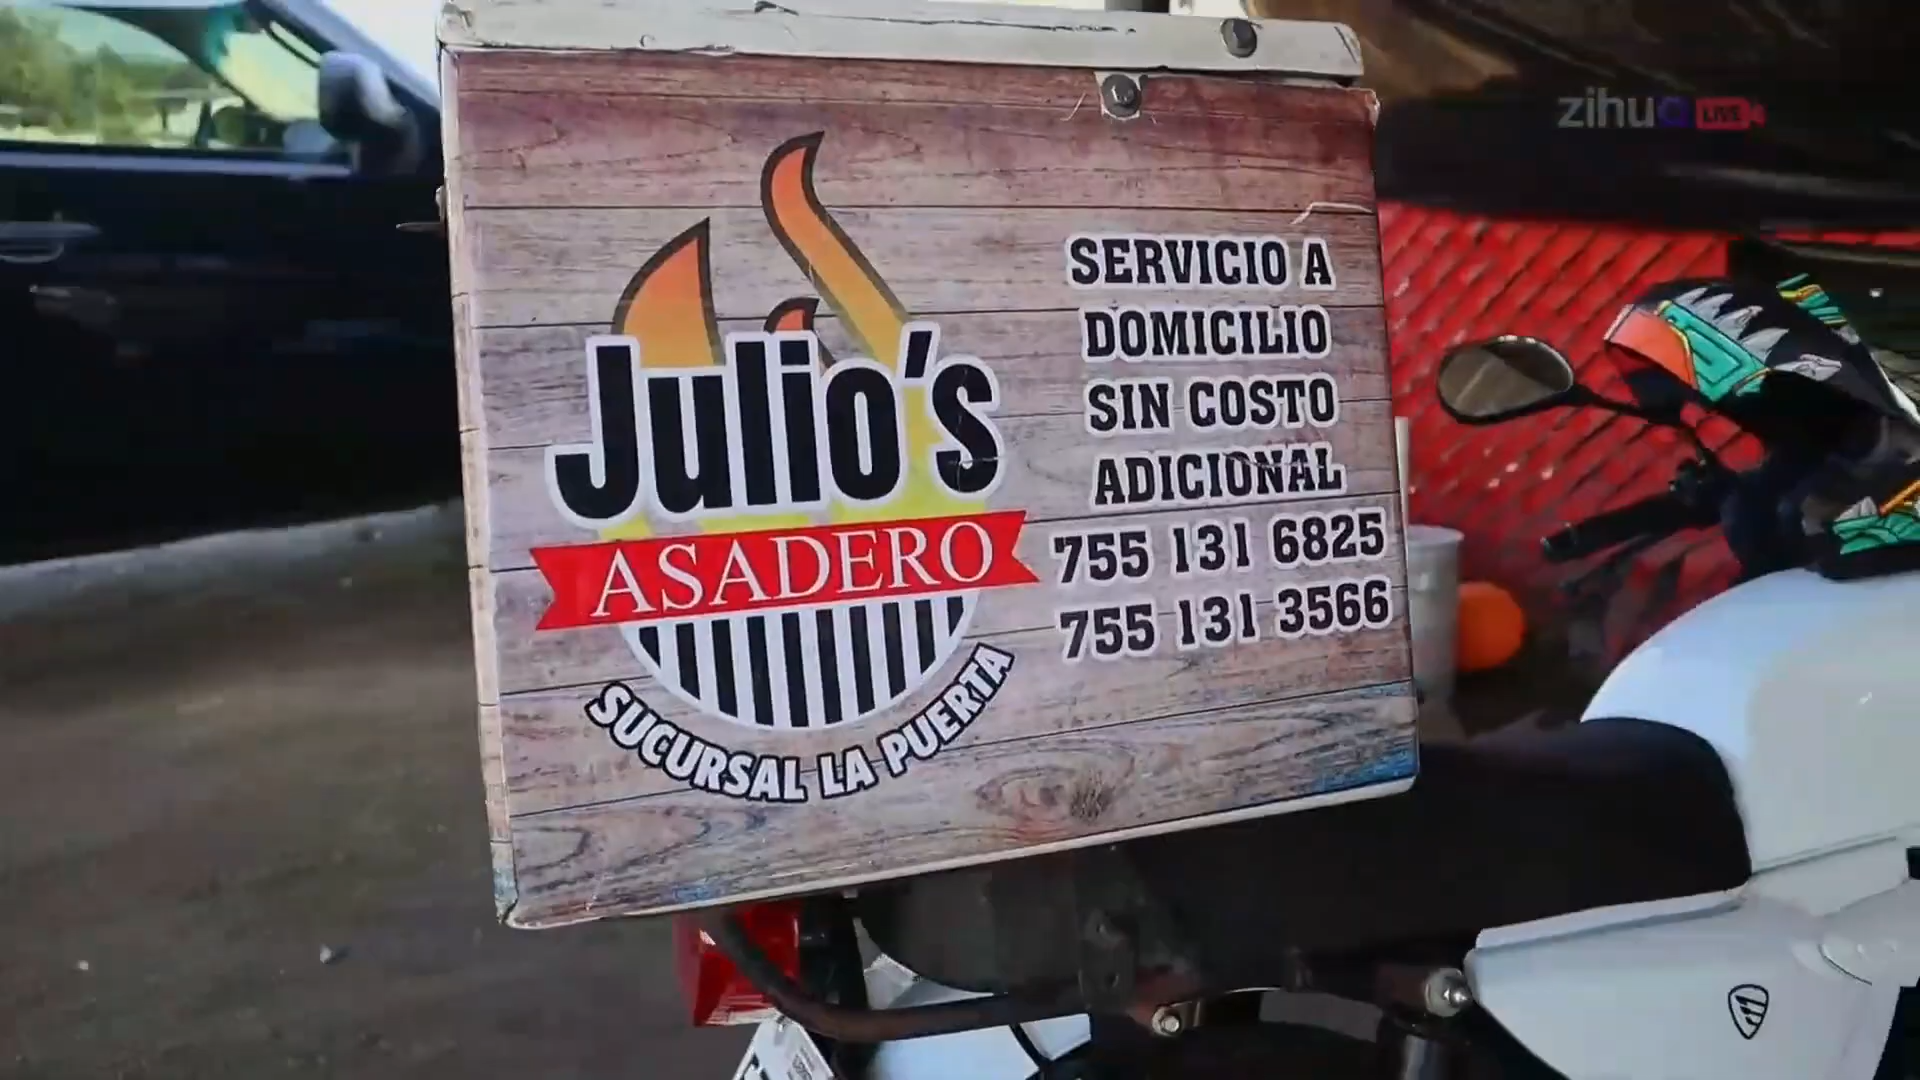 zihua LIVE
Julio's
ASADERO
SUCURSAL LA PUERTA
SERVICIO A
DOMICILIO
SIN COSTO
ADICIONAL
755 131 6825
755 131 3566